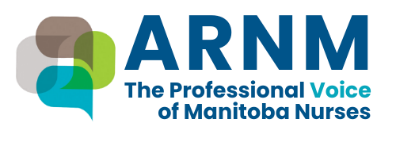 ARNM
The Professional Voice
of Manitoba Nurses